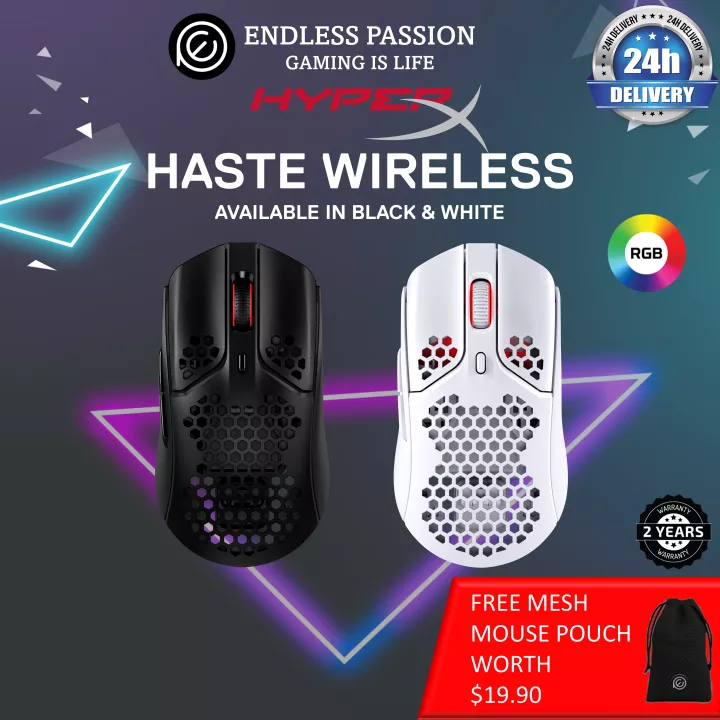 ENDLESS PASSION
GAMING IS LIFE
24H DELIVERY
24H DELIVERY
24h
DELIVERY
HYPERX
HASTE WIRELESS
AVAILABLE IN BLACK & WHITE
RGB
WARRANTY
2 YEARS
WARRANTY
FREE MESH
MOUSE POUCH
WORTH
$19.90